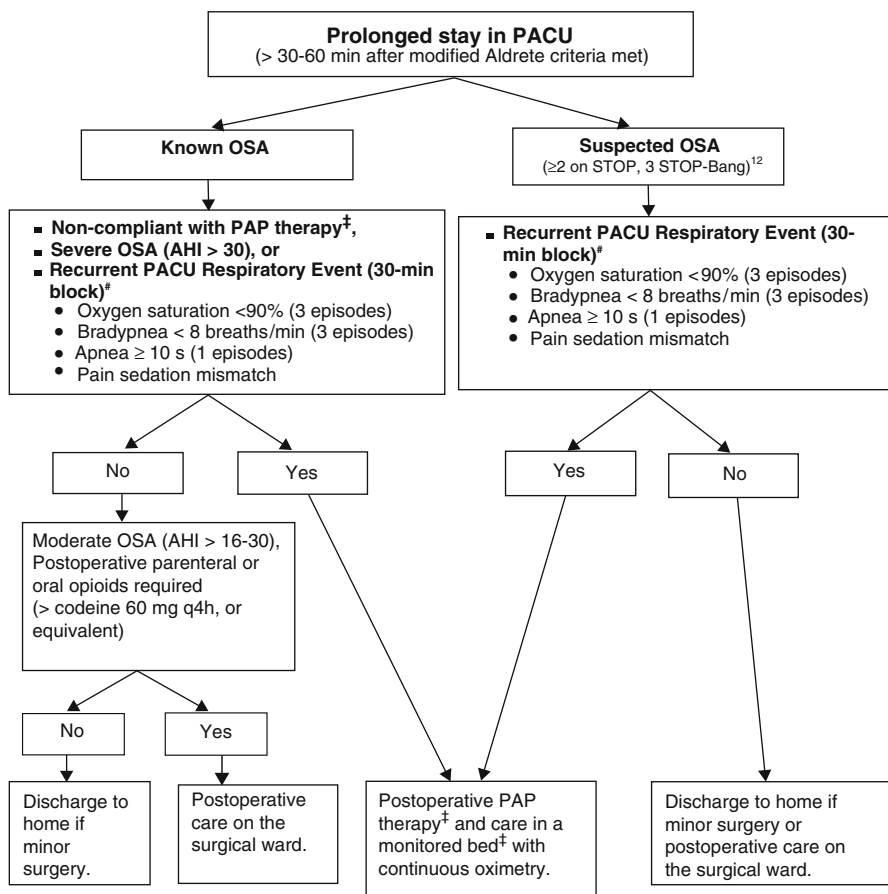 Prolonged stay in PACU
(> 30-60 min after modified Aldrete criteria met)
Known OSA
Suspected OSA
(≥2 on STOP, 3 STOP-Bang)¹²
Non-compliant with PAP therapy‡,
Severe OSA (AHI > 30), or
Recurrent PACU Respiratory Event (30-min
block)#
Oxygen saturation <90% (3 episodes)
Bradypnea < 8 breaths/min (3 episodes)
Apnea ≥ 10 s (1 episodes)
Pain sedation mismatch
Recurrent PACU Respiratory Event (30-
min block)#
Oxygen saturation <90% (3 episodes)
Bradypnea < 8 breaths/min (3 episodes)
Apnea ≥ 10 s (1 episodes)
Pain sedation mismatch
No
Yes
Yes
No
Moderate OSA (AHI > 16-30),
Postoperative parenteral or
oral opioids required
(> codeine 60 mg q4h, or
equivalent)
No
Yes
Discharge to
home if
minor
surgery.
Postoperative
care on the
surgical ward.
Postoperative PAP
therapy‡ and care in a
monitored bed‡ with
continuous oximetry.
Discharge to home if
minor surgery or
postoperative care on
the surgical ward.